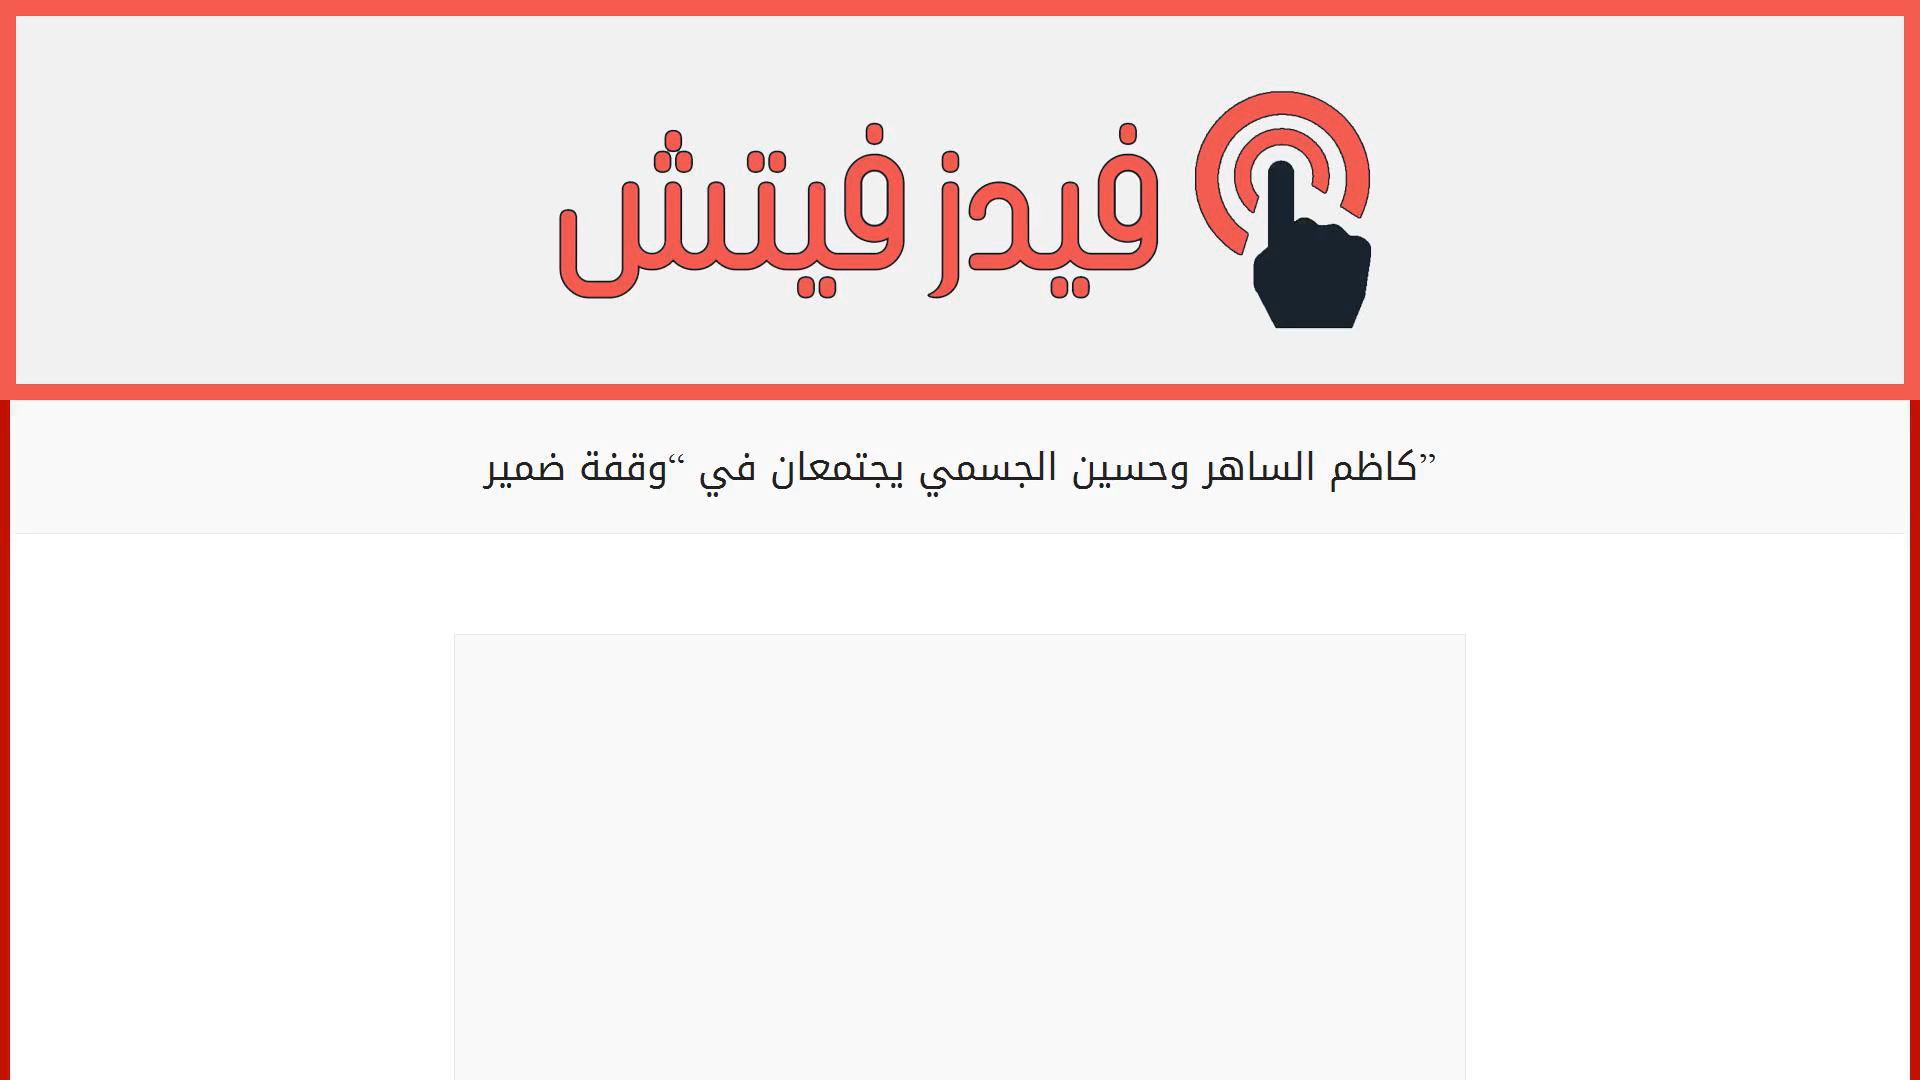 فيدز فيتش
كاظم الساهر وحسين الجسمي يجتمعان في “وقفة ضمير”